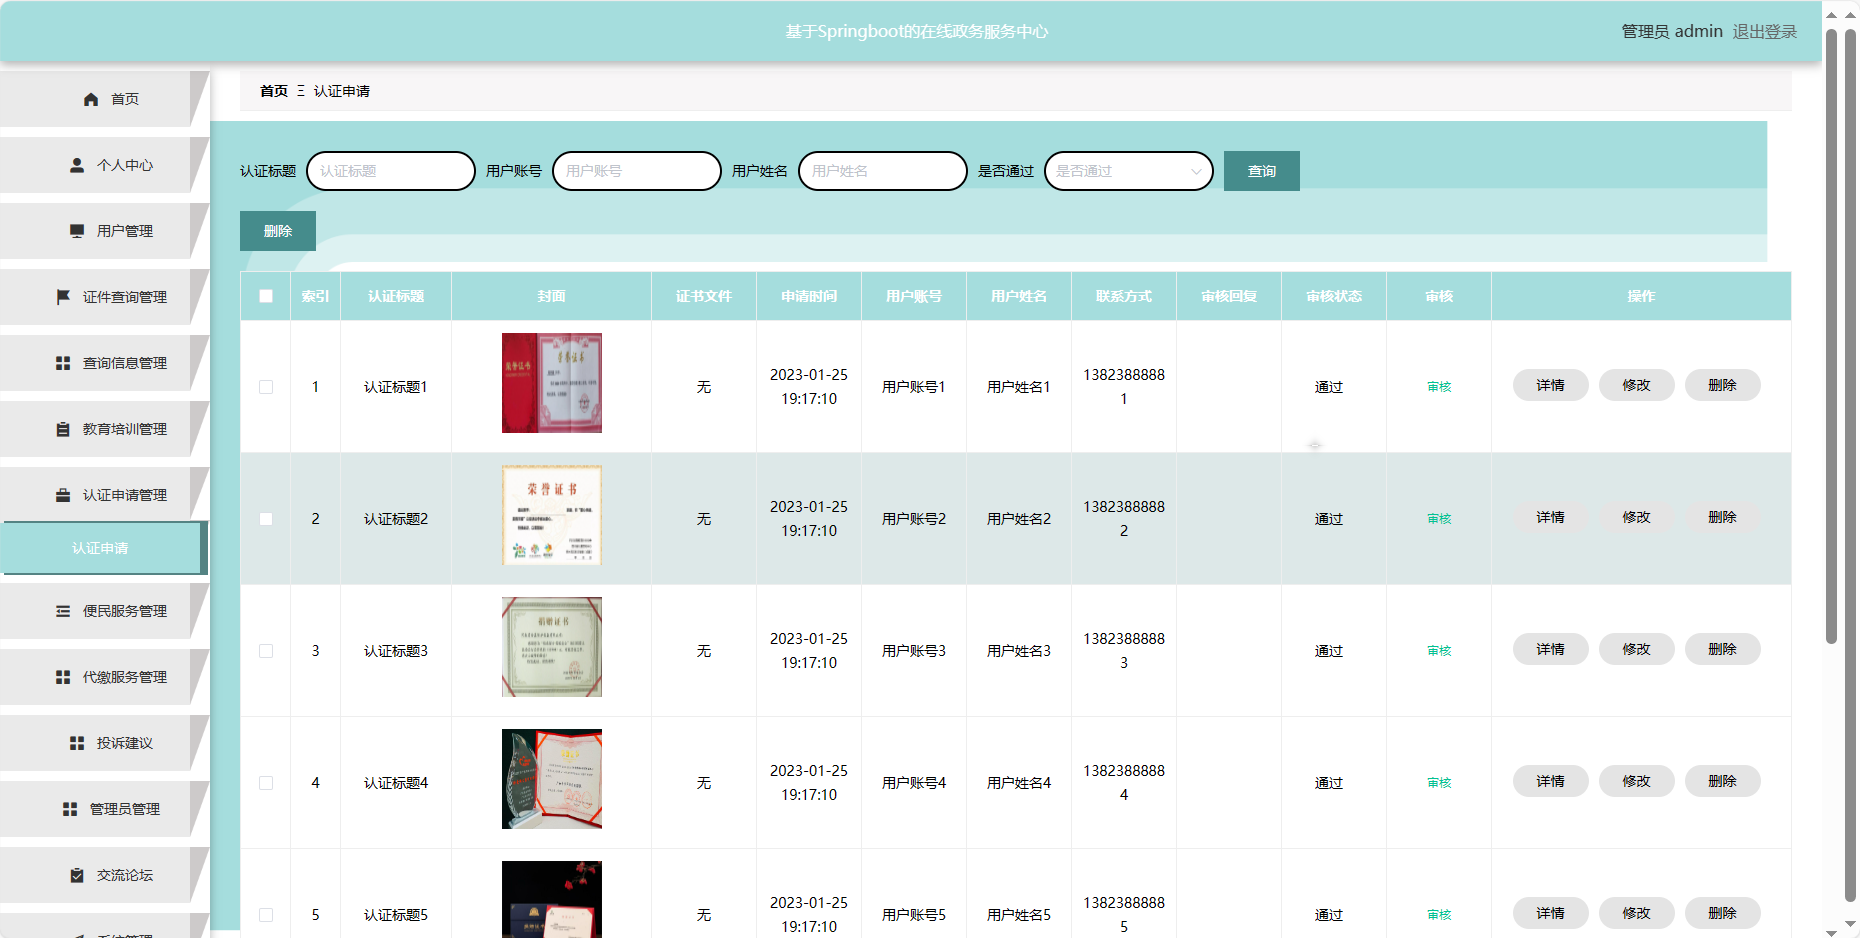 基于Springboot的在线政务服务中心
管理员 admin 退出登录
首页
个人中心
用户管理
证件查询管理
查询信息管理
教育培训管理
认证申请管理
认证申请
便民服务管理
代缴服务管理
投诉建议
管理员管理
交流论坛
首页 Ξ 认证申请
认证标题 认证标题 用户账号 用户账号 用户姓名 用户姓名 是否通过 是否通过 查询
删除
索引 认证标题 封面 证书文件 申请时间 用户账号 用户姓名 联系方式 审核回复 审核状态 审核 操作
荣誉证书
荣誉证书
1 认证标题1 无 2023-01-25 19:17:10 用户账号1 用户姓名1 13823888881 通过 审核 详情 修改 删除
荣誉证书
2 认证标题2 无 2023-01-25 19:17:10 用户账号2 用户姓名2 13823888882 通过 审核 详情 修改 删除
捐赠证书
3 认证标题3 无 2023-01-25 19:17:10 用户账号3 用户姓名3 13823888883 通过 审核 详情 修改 删除
4 认证标题4 无 2023-01-25 19:17:10 用户账号4 用户姓名4 13823888884 通过 审核 详情 修改 删除
5 认证标题5 无 2023-01-25 19:17:10 用户账号5 用户姓名5 13823888885 通过 审核 详情 修改 删除